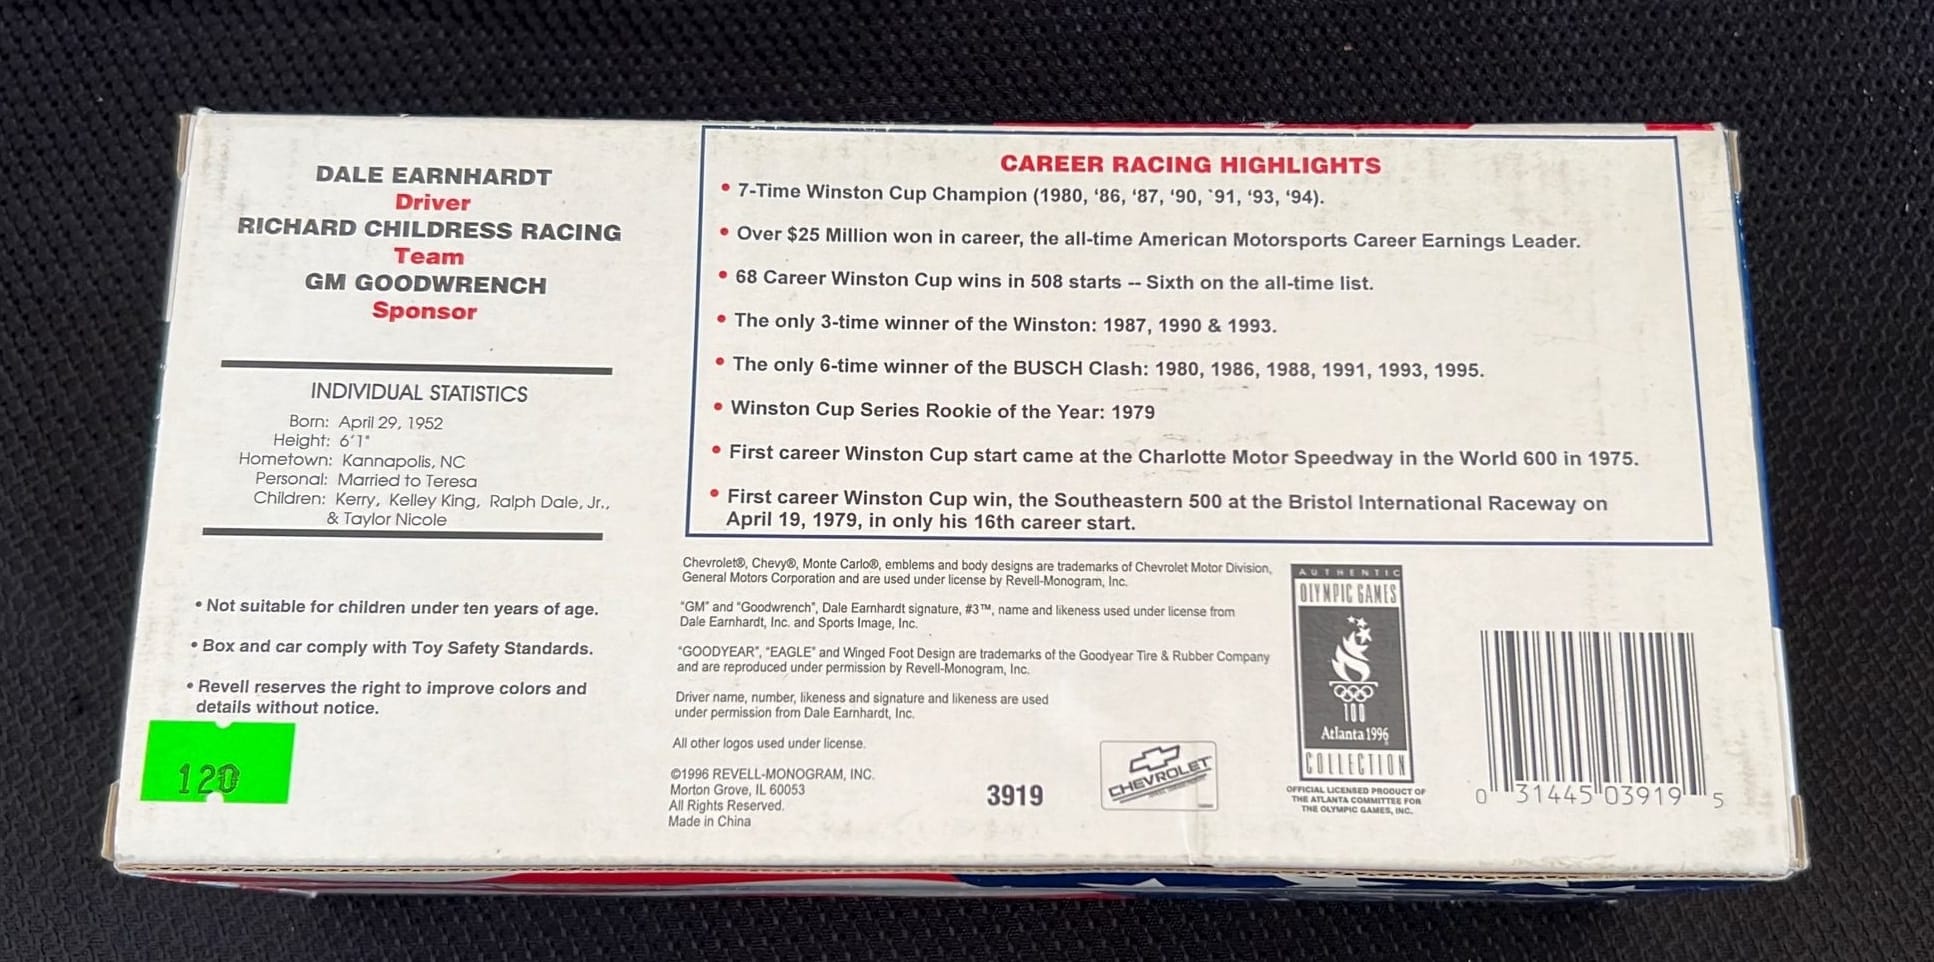 DALE EARNHARDT
Driver
RICHARD CHILDRESS RACING
Team
GM GOODWRENCH
Sponsor
INDIVIDUAL STATISTICS
Born: April 29, 1952
Height: 6'1"
Hometown: Kannapolis, NC
Personal: Married to Teresa
Children: Kerry, Kelley King, Ralph Dale, Jr.,
& Taylor Nicole
• Not suitable for children under ten years of age.
• Box and car comply with Toy Safety Standards.
• Revell reserves the right to improve colors and
details without notice.
120
CAREER RACING HIGHLIGHTS
• 7-Time Winston Cup Champion (1980, ‘86, ‘87, ‘90, `91, ‘93, ‘94).
• Over $25 Million won in career, the all-time American Motorsports Career Earnings Leader.
• 68 Career Winston Cup wins in 508 starts -- Sixth on the all-time list.
• The only 3-time winner of the Winston: 1987, 1990 & 1993.
• The only 6-time winner of the BUSCH Clash: 1980, 1986, 1988, 1991, 1993, 1995.
• Winston Cup Series Rookie of the Year: 1979
• First career Winston Cup start came at the Charlotte Motor Speedway in the World 600 in 1975.
• First career Winston Cup win, the Southeastern 500 at the Bristol International Raceway on
April 19, 1979, in only his 16th career start.
Chevrolet®, Chevy®, Monte Carlo®, emblems and body designs are trademarks of Chevrolet Motor Division,
General Motors Corporation and are used under license by Revell-Monogram, Inc.
"GM" and "Goodwrench", Dale Earnhardt signature, #3™, name and likeness used under license from
Dale Earnhardt, Inc. and Sports Image, Inc.
"GOODYEAR", "EAGLE" and Winged Foot Design are trademarks of the Goodyear Tire & Rubber Company
and are reproduced under permission by Revell-Monogram, Inc.
Driver name, number, likeness and signature and likeness are used
under permission from Dale Earnhardt, Inc.
All other logos used under license.
©1996 REVELL-MONOGRAM, INC.
Morton Grove, IL 60053
All Rights Reserved.
Made in China
3919
CHEVROLET
AUTHENTIC
OLYMPIC GAMES
100
Atlanta 1996
COLLECTION
OFFICIAL LICENSED PRODUCT OF
THE ATLANTA COMMITTEE FOR
THE OLYMPIC GAMES, INC.
0 31445 03919 5